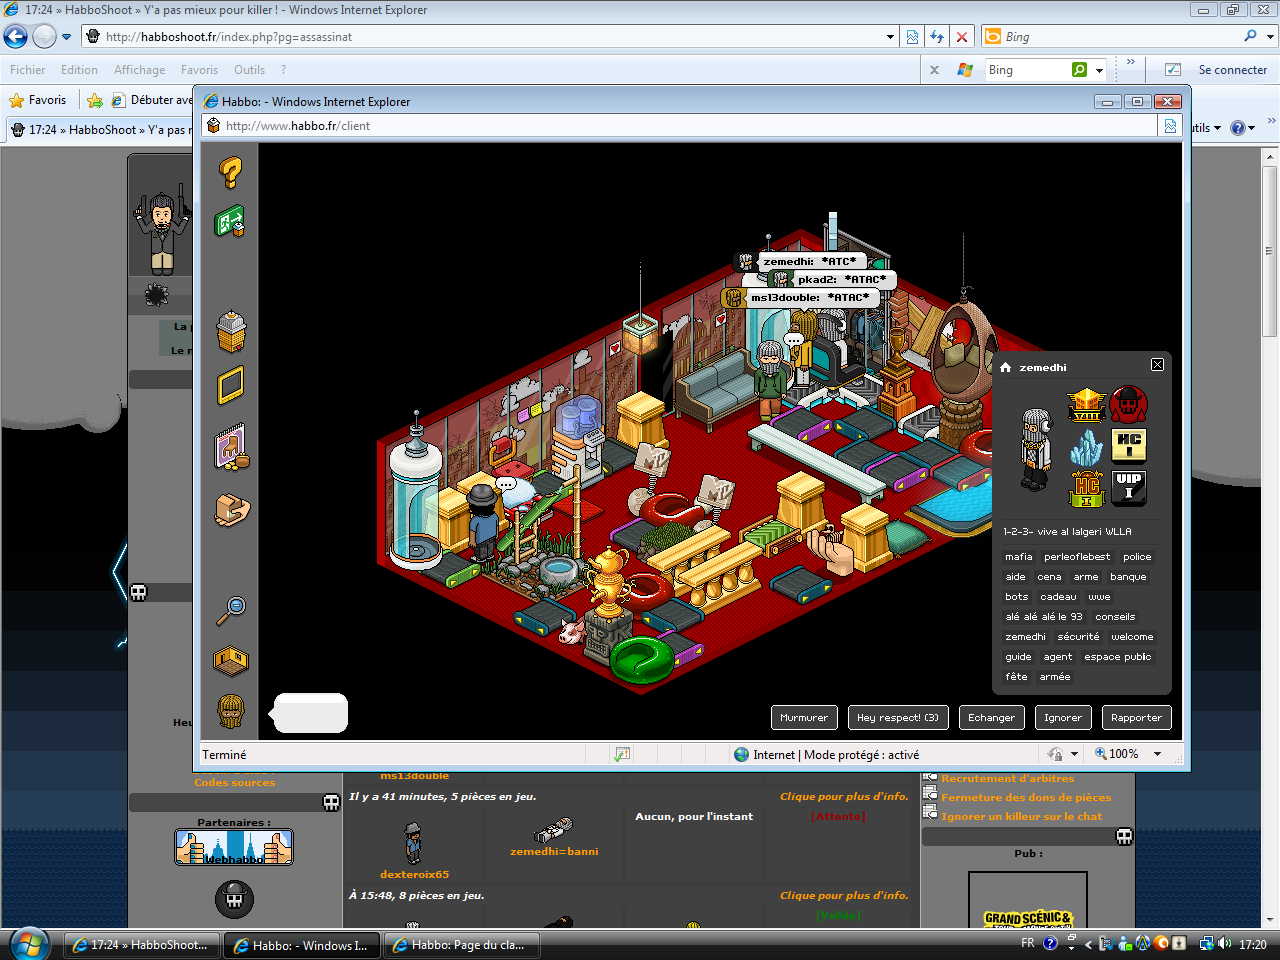 17:24 » HabboShoot » Y'a pas mieux pour killer ! - Windows Internet Explorer
http://habboshoot.fr/index.php?pg=assassinat
Bing
Fichier Edition Affichage Favoris Outils ?
Bing
Se connecter
Favoris
Débuter ave
17:24 » HabboShoot » Y'a pas m
utils
Habbo: - Windows Internet Explorer
http://www.habbo.fr/client
La p
Le n
zemedhi: *ATC*
pkad2: *ATAC*
ms13double: *ATAC*
zemedhi
HC I
HC I
VIP I
1-2-3- vive al lalgeri WLLA
mafia perleoflebest police
aide cena arme banque
bots cadeau wwe
alé alé alé le 93 conseils
zemedhi sécurité welcome
guide agent espace public
fête armée
Heu
Murmurer Hey respect! (3) Echanger Ignorer Rapporter
Terminé
Internet | Mode protégé : activé
100%
Codes sources
ms13double
Il y a 41 minutes, 5 pièces en jeu.
Clique pour plus d'info.
Recrutement d'arbitres
Fermeture des dons de pièces
Ignorer un killeur sur le chat
Partenaires :
Webhabbo
Aucun, pour l'instant
[Attente]
zemedhi=banni
dexteroix65
Pub :
À 15:48, 8 pièces en jeu.
Clique pour plus d'info.
[Valide]
GRAND SCÉNIC &
17:24 » HabboShoot...
Habbo: - Windows I...
Habbo: Page du cla...
FR
17:20